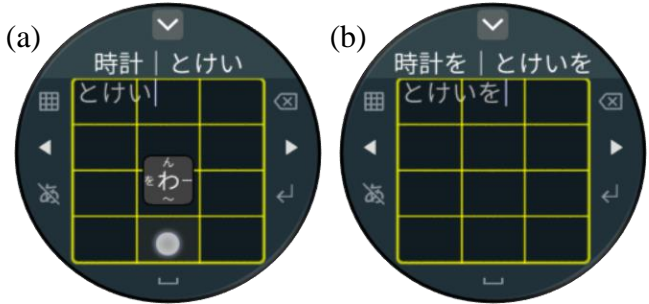 (a)
時計 | とけい
とけい
ん
を わ ー
〜
(b)
時計を | とけいを
とけいを